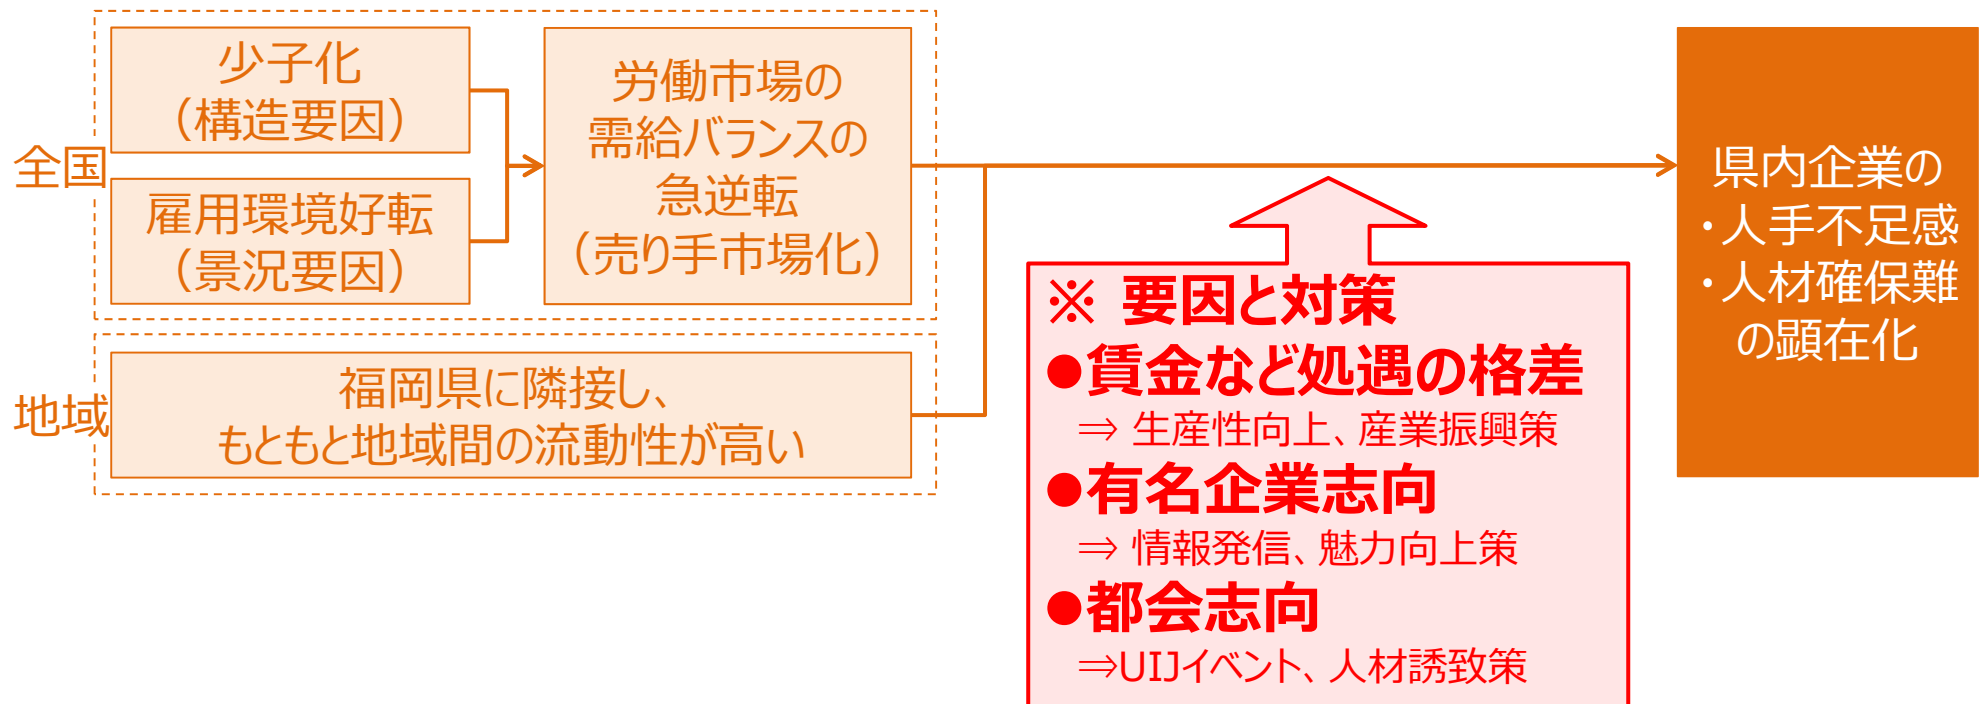 全国
少子化
（構造要因）
雇用環境好転
（景況要因）
労働市場の
需給バランスの
急逆転
（売り手市場化）
地域
福岡県に隣接し、
もともと地域間の流動性が高い
※ 要因と対策
●賃金など処遇の格差
⇒ 生産性向上、産業振興策
●有名企業志向
⇒ 情報発信、魅力向上策
●都会志向
⇒UIJイベント、人材誘致策
県内企業の
・人手不足感
・人材確保難
の顕在化